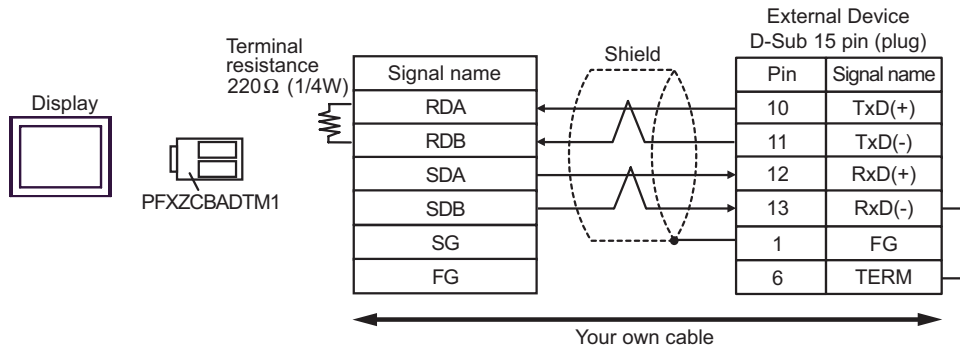 External Device
D-Sub 15 pin (plug)
Terminal
resistance
220Ω (1/4W)
Shield
Display
PFXZCBADTM1
Signal name
RDA
RDB
SDA
SDB
SG
FG
Pin Signal name
10 TxD(+)
11 TxD(-)
12 RxD(+)
13 RxD(-)
1 FG
6 TERM
Your own cable